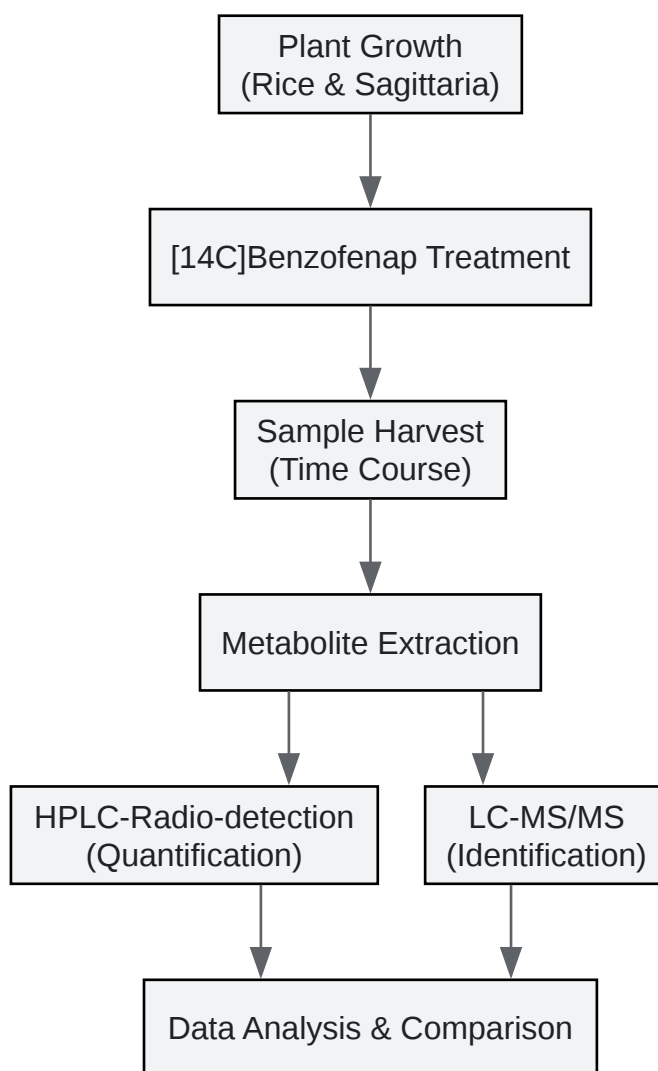 Plant Growth
(Rice & Sagittaria)
[14C]Benzofenap Treatment
Sample Harvest
(Time Course)
Metabolite Extraction
HPLC-Radio-detection
(Quantification)
LC-MS/MS
(Identification)
Data Analysis & Comparison